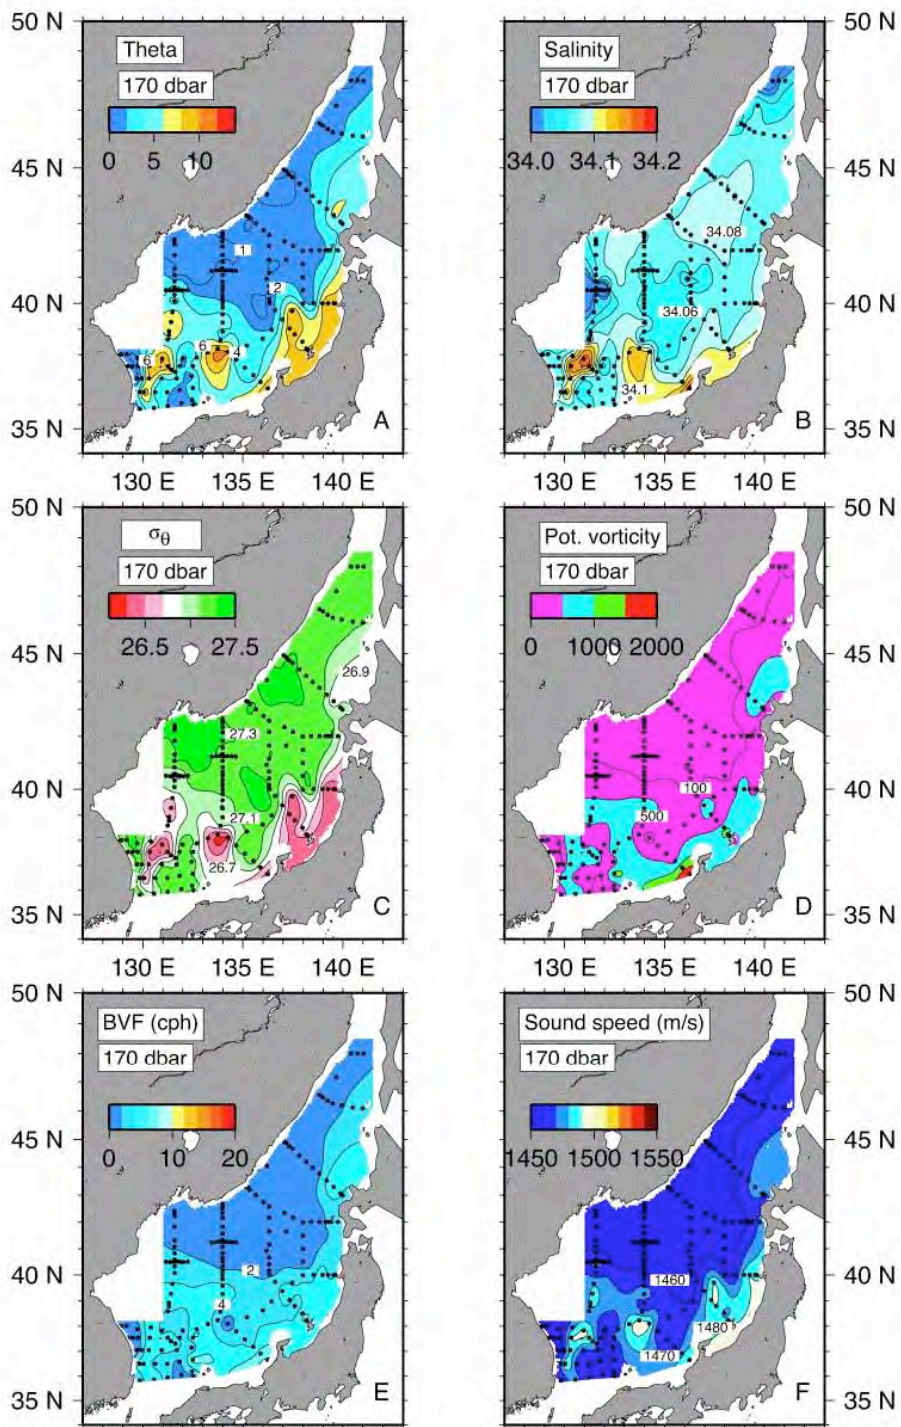 50 N
50 N
Theta
Salinity
170 dbar
170 dbar
0 5 10
34.0 34.1 34.2
45 N
45 N
34.08
1
2
40 N
40 N
34.06
6
4
6
34.1
35 N
A
B
35 N
130 E 135 E 140 E
130 E 135 E 140 E
50 N
50 N
σθ
Pot. vorticity
170 dbar
170 dbar
26.5 27.5
0 1000 2000
45 N
45 N
26.9
27.3
40 N
40 N
100
27.1
500
26.7
35 N
C
D
35 N
130 E 135 E 140 E
130 E 135 E 140 E
50 N
50 N
BVF (cph)
Sound speed (m/s)
170 dbar
170 dbar
0 10 20
1450 1500 1550
45 N
45 N
2
1460
40 N
40 N
4
1480
1470
35 N
E
F
35 N